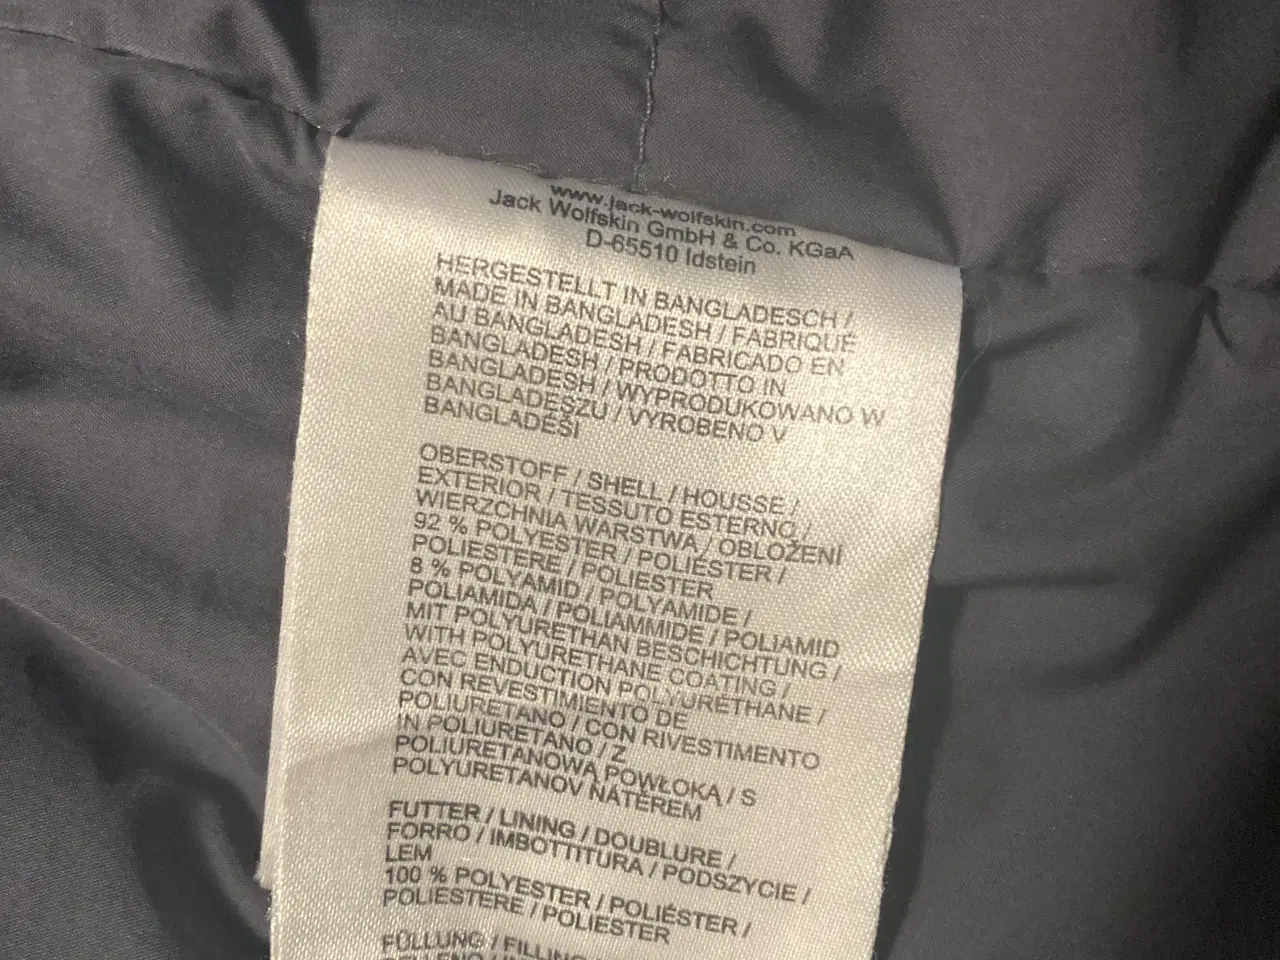 www.jack-wolfskin.com
Jack Wolfskin GmbH & Co. KGaA
D-65510 Idstein
HERGESTELLT IN BANGLADESCH /
MADE IN BANGLADESH / FABRIQUÉ
AU BANGLADESH / FABRICADO EN
BANGLADESH / PRODOTTO IN
BANGLADESH / WYPRODUKOWANO W
BANGLADESZU / VYROBENO V
BANGLADÉŠI
OBERSTOFF / SHELL / HOUSSE /
EXTERIOR / TESSUTO ESTERNO /
WIERZCHNIA WARSTWA / OBLOŽENÍ
92 % POLYESTER / POLIÉSTER /
POLIESTERE / POLIESTER
8 % POLYAMID / POLYAMIDE /
POLIAMIDA / POLIAMMIDE / POLIAMID
MIT POLYURETHAN BESCHICHTUNG /
WITH POLYURETHANE COATING /
AVEC ENDUCTION POLYURETHANE /
CON REVESTIMIENTO DE
POLIURETANO / CON RIVESTIMENTO
IN POLIURETANO / Z
POLIURETANOWĄ POWŁOKĄ / S
POLYURETANOV NÁTĚREM
FUTTER / LINING / DOUBLURE /
FORRO / IMBOTTITURA / PODSZYCIE /
LEM
100 % POLYESTER / POLIÉSTER /
POLIESTERE / POLIESTER
FÜLLUNG / FILLING